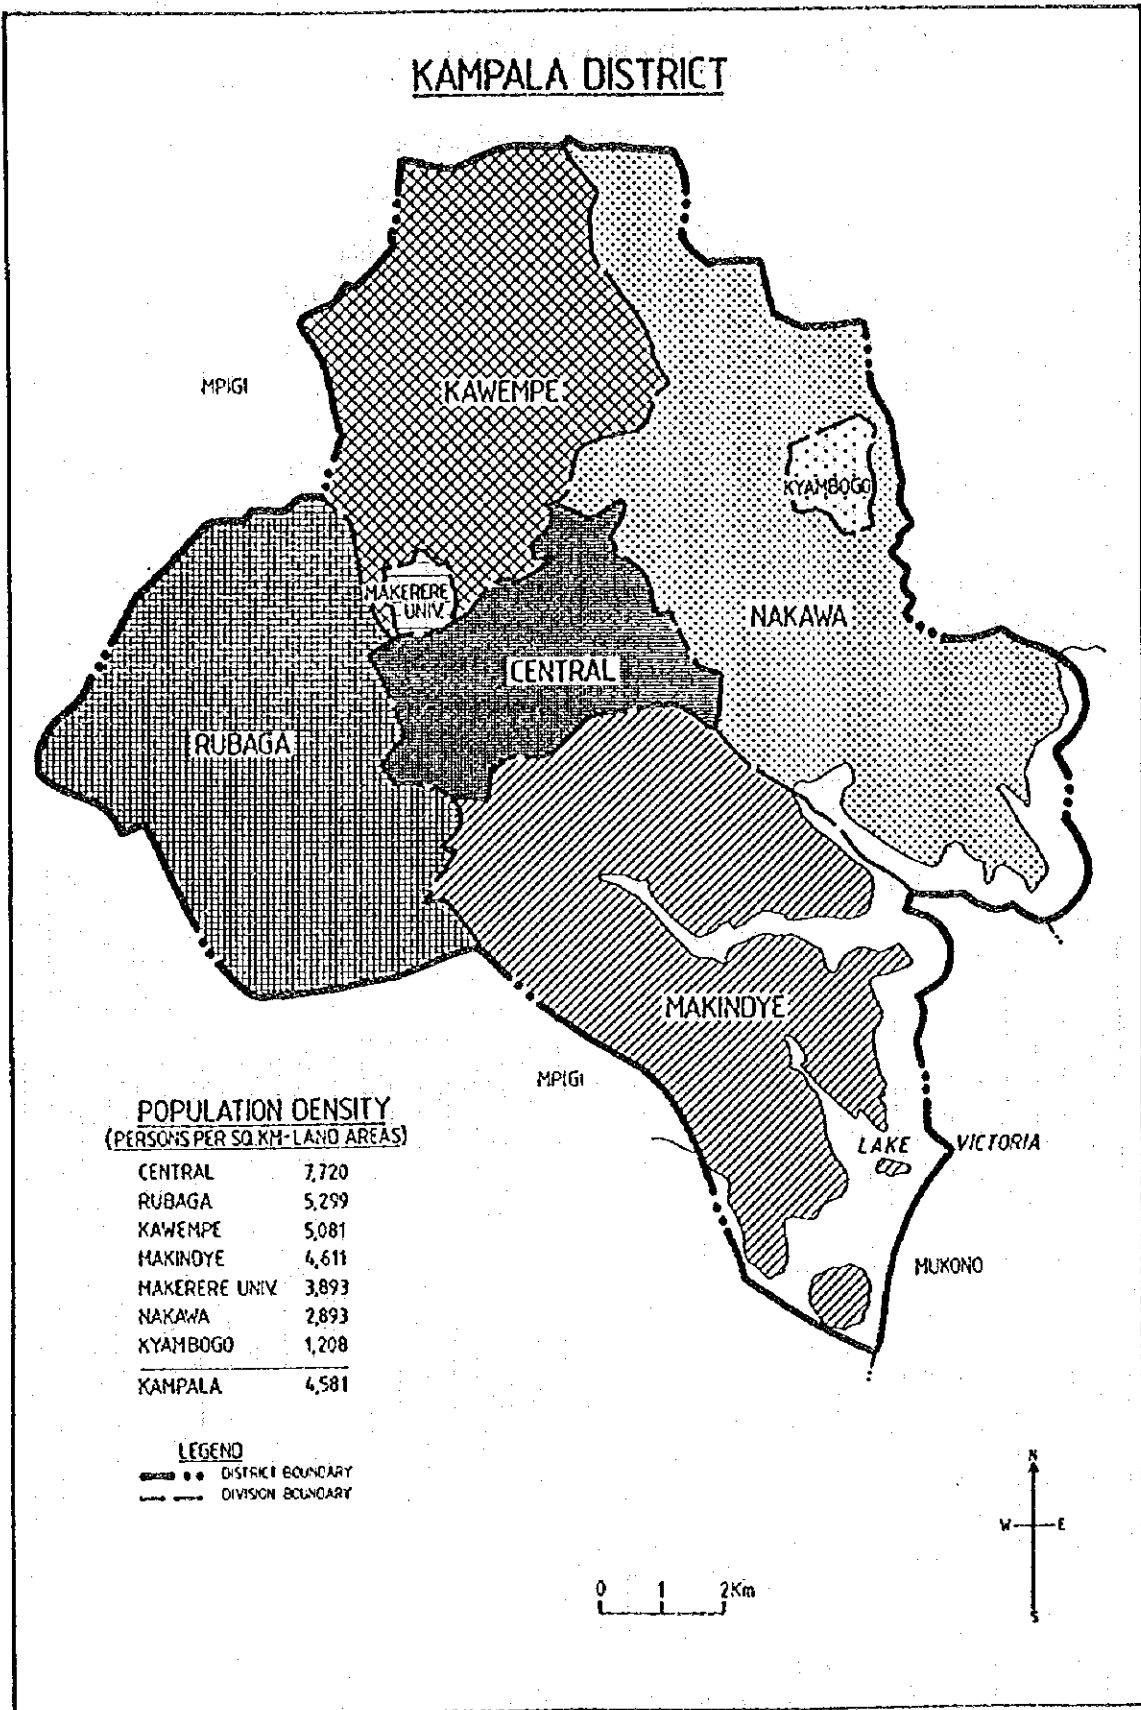 KAMPALA DISTRICT
MPIGI
KAWEMPE
KYAMBOGO
MAKERERE
UNIV.
NAKAWA
CENTRAL
RUBAGA
MAKINDYE
MPIGI
LAKE VICTORIA
MUKONO
POPULATION DENSITY
(PERSONS PER SQ.KM-LAND AREAS)
CENTRAL 7,720
RUBAGA 5,299
KAWEMPE 5,081
MAKINDYE 4,611
MAKERERE UNIV. 3,893
NAKAWA 2,893
KYAMBOGO 1,208
KAMPALA 4,581
LEGEND
DISTRICT BOUNDARY
DIVISION BOUNDARY
N
W E
S
0 1 2Km